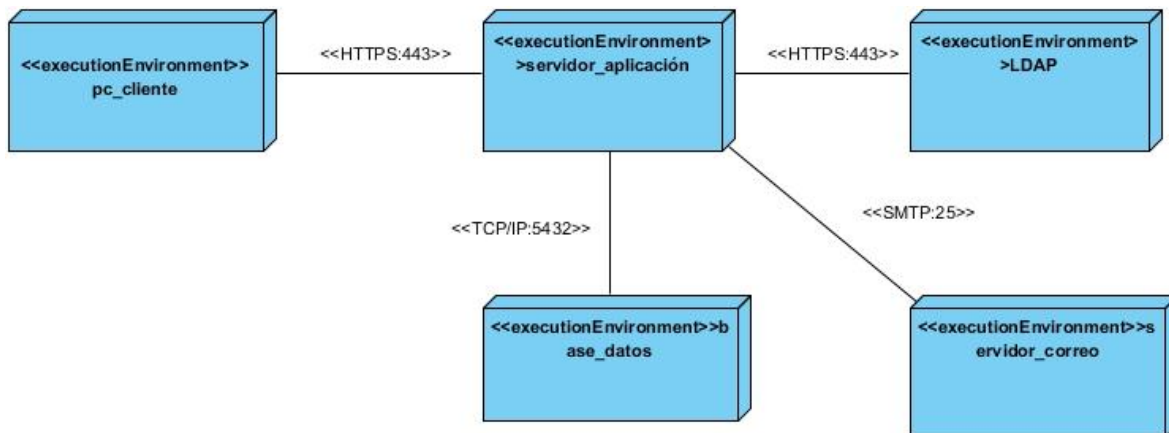 <<executionEnvironment>>
pc_cliente
<<HTTPS:443>>
<<executionEnvironment>
>servidor_aplicación
<<HTTPS:443>>
<<executionEnvironment>
>LDAP
<<TCP/IP:5432>>
<<SMTP:25>>
<<executionEnvironment>>b
ase_datos
<<executionEnvironment>>s
ervidor_correo